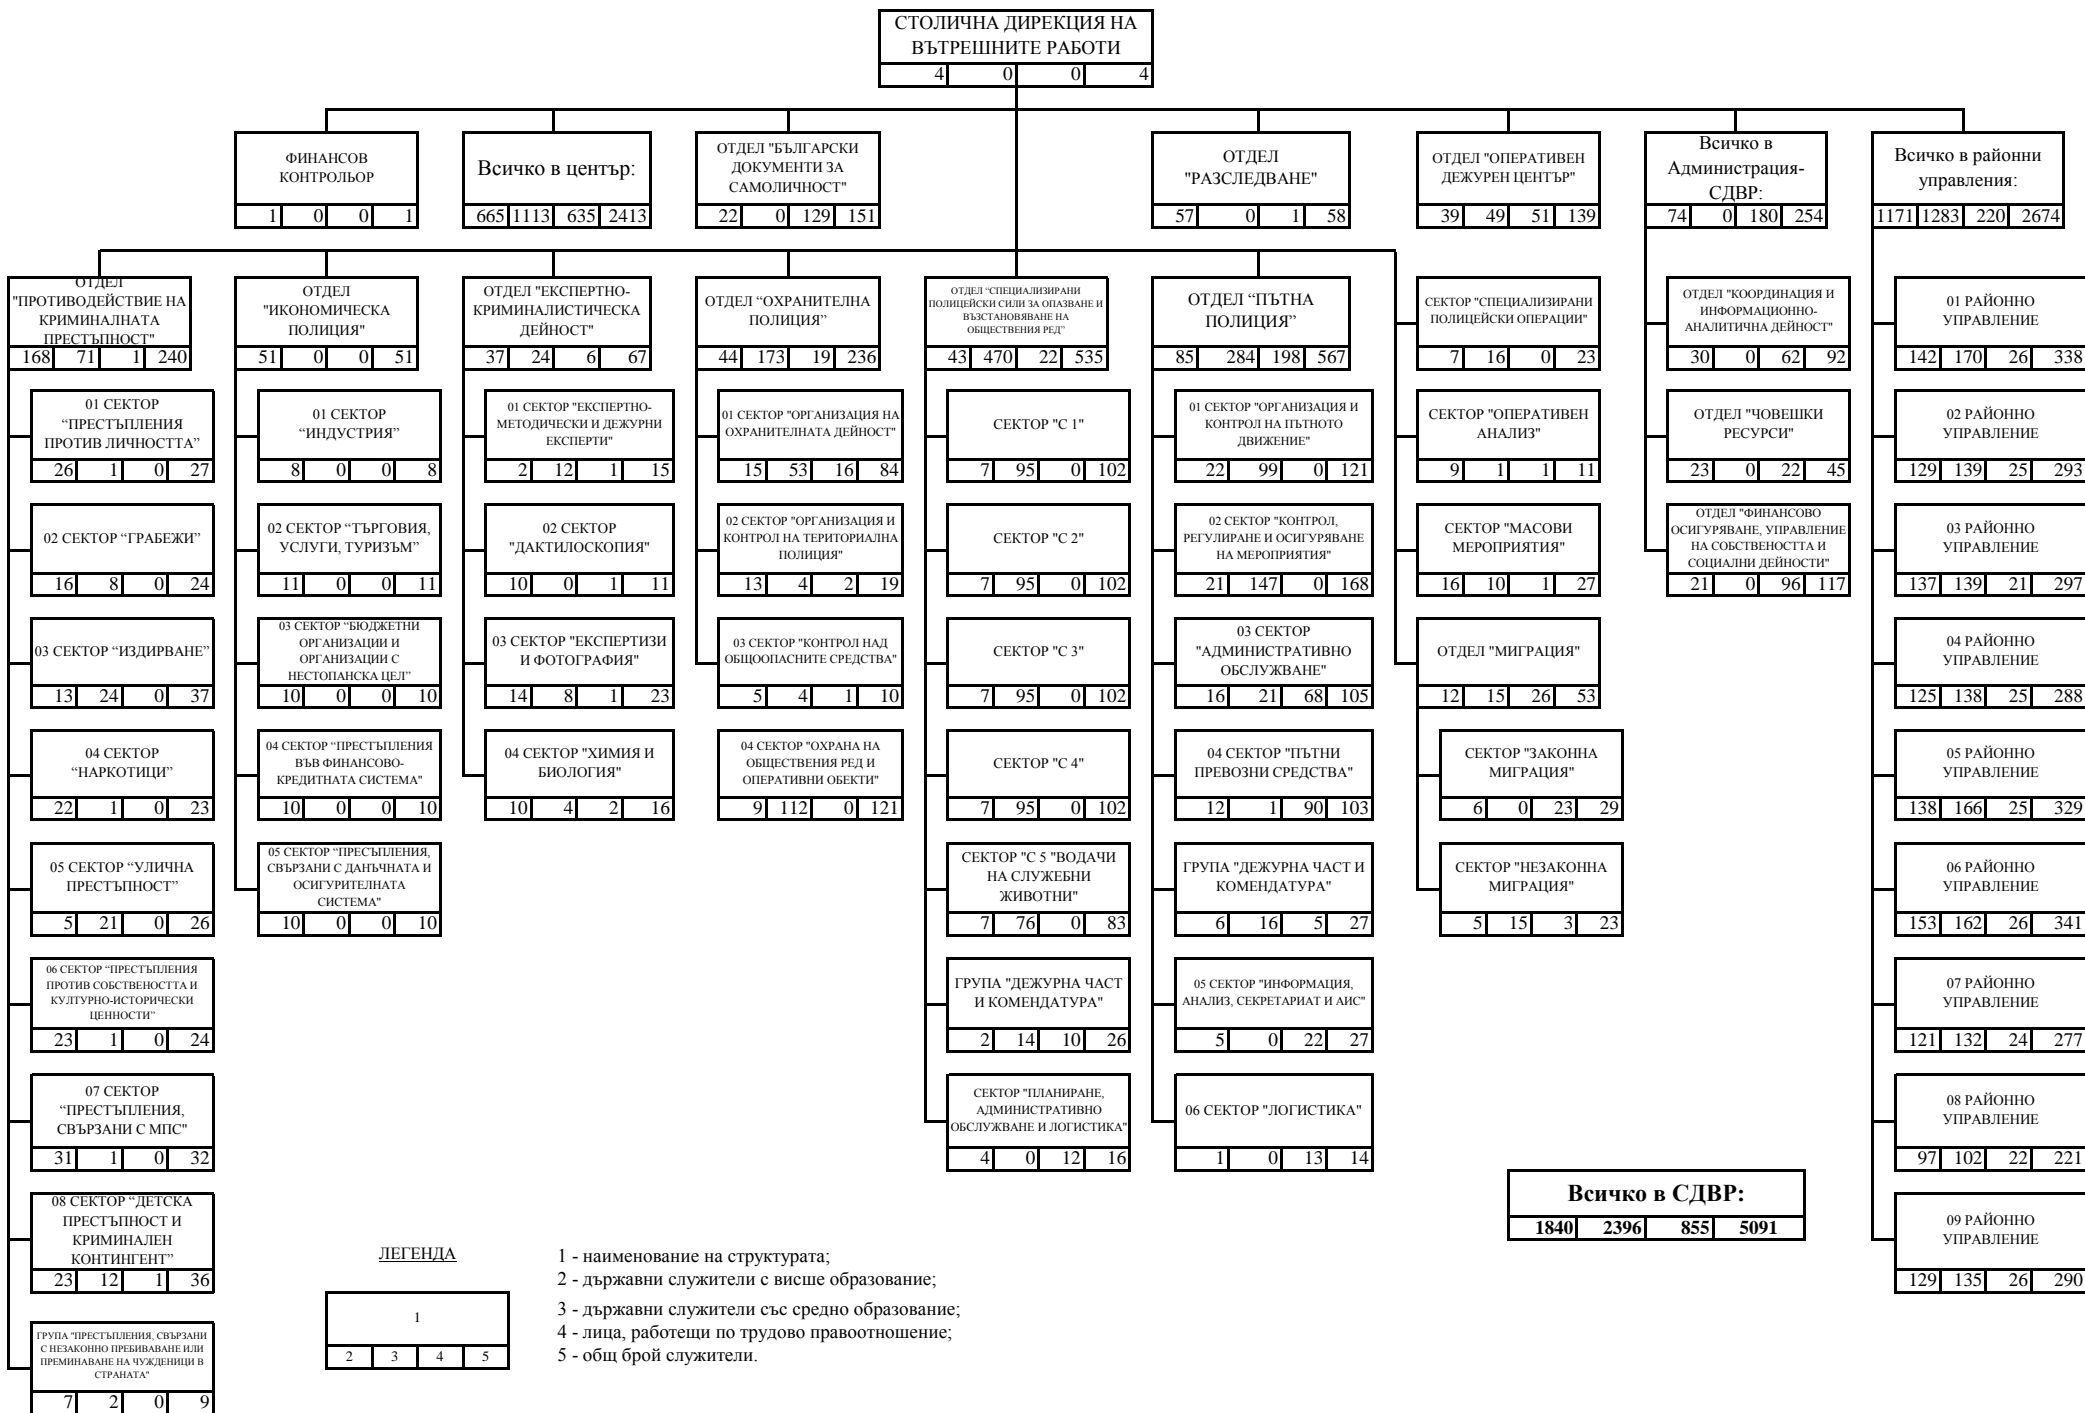 СТОЛИЧНА ДИРЕКЦИЯ НА
ВЪТРЕШНИТЕ РАБОТИ
4 0 0 4
ФИНАНСОВ
КОНТРОЛЬОР
1 0 0 1
Всичко в център:
665 1113 635 2413
ОТДЕЛ "БЪЛГАРСКИ
ДОКУМЕНТИ ЗА
САМОЛИЧНОСТ"
22 0 129 151
ОТДЕЛ
"РАЗСЛЕДВАНЕ"
57 0 1 58
ОТДЕЛ "ОПЕРАТИВЕН
ДЕЖУРЕН ЦЕНТЪР"
39 49 51 139
Всичко в
Администрация-
СДВР:
74 0 180 254
Всичко в районни
управления:
1171 1283 220 2674
ОТДЕЛ
"ПРОТИВОДЕЙСТВИЕ НА
КРИМИНАЛНАТА
ПРЕСТЪПНОСТ"
168 71 1 240
01 СЕКТОР
“ПРЕСТЪПЛЕНИЯ
ПРОТИВ ЛИЧНОСТТА”
26 1 0 27
02 СЕКТОР “ГРАБЕЖИ”
16 8 0 24
03 СЕКТОР “ИЗДИРВАНЕ”
13 24 0 37
04 СЕКТОР
“НАРКОТИЦИ”
22 1 0 23
05 СЕКТОР “УЛИЧНА
ПРЕСТЪПНОСТ”
5 21 0 26
06 СЕКТОР “ПРЕСТЪПЛЕНИЯ
ПРОТИВ СОБСТВЕНОСТТА И
КУЛТУРНО-ИСТОРИЧЕСКИ
ЦЕННОСТИ”
23 1 0 24
07 СЕКТОР
“ПРЕСТЪПЛЕНИЯ,
СВЪРЗАНИ С МПС"
31 1 0 32
08 СЕКТОР “ДЕТСКА
ПРЕСТЪПНОСТ И
КРИМИНАЛЕН
КОНТИНГЕНТ”
23 12 1 36
ГРУПА "ПРЕСТЪПЛЕНИЯ, СВЪРЗАНИ
С НЕЗАКОННО ПРЕБИВАВАНЕ ИЛИ
ПРЕМИНАВАНЕ НА ЧУЖДЕНИЦИ В
СТРАНАТА"
7 2 0 9
ОТДЕЛ
"ИКОНОМИЧЕСКА
ПОЛИЦИЯ"
51 0 0 51
01 СЕКТОР
“ИНДУСТРИЯ”
8 0 0 8
02 СЕКТОР “ТЪРГОВИЯ,
УСЛУГИ, ТУРИЗЪМ”
11 0 0 11
03 СЕКТОР “БЮДЖЕТНИ
ОРГАНИЗАЦИИ И
ОРГАНИЗАЦИИ С
НЕСТОПАНСКА ЦЕЛ”
10 0 0 10
04 СЕКТОР “ПРЕСТЪПЛЕНИЯ
ВЪВ ФИНАНСОВО-
КРЕДИТНАТА СИСТЕМА"
10 0 0 10
05 СЕКТОР “ПРЕСЪПЛЕНИЯ,
СВЪРЗАНИ С ДАНЪЧНАТА И
ОСИГУРИТЕЛНАТА
СИСТЕМА"
10 0 0 10
ОТДЕЛ "ЕКСПЕРТНО-
КРИМИНАЛИСТИЧЕСКА
ДЕЙНОСТ"
37 24 6 67
01 СЕКТОР "ЕКСПЕРТНО-
МЕТОДИЧЕСКИ И ДЕЖУРНИ
ЕКСПЕРТИ"
2 12 1 15
02 СЕКТОР
"ДАКТИЛОСКОПИЯ"
10 0 1 11
03 СЕКТОР "ЕКСПЕРТИЗИ
И ФОТОГРАФИЯ"
14 8 1 23
04 СЕКТОР "ХИМИЯ И
БИОЛОГИЯ"
10 4 2 16
ОТДЕЛ “ОХРАНИТЕЛНА
ПОЛИЦИЯ”
44 173 19 236
01 СЕКТОР "ОРГАНИЗАЦИЯ НА
ОХРАНИТЕЛНАТА ДЕЙНОСТ"
15 53 16 84
02 СЕКТОР "ОРГАНИЗАЦИЯ И
КОНТРОЛ НА ТЕРИТОРИАЛНА
ПОЛИЦИЯ"
13 4 2 19
03 СЕКТОР "КОНТРОЛ НАД
ОБЩООПАСНИТЕ СРЕДСТВА"
5 4 1 10
04 СЕКТОР "ОХРАНА НА
ОБЩЕСТВЕНИЯ РЕД И
ОПЕРАТИВНИ ОБЕКТИ"
9 112 0 121
ОТДЕЛ “СПЕЦИАЛИЗИРАНИ
ПОЛИЦЕЙСКИ СИЛИ ЗА ОПАЗВАНЕ И
ВЪЗСТАНОВЯВАНЕ НА
ОБЩЕСТВЕНИЯ РЕД”
43 470 22 535
СЕКТОР "С 1"
7 95 0 102
СЕКТОР "С 2"
7 95 0 102
СЕКТОР "С 3"
7 95 0 102
СЕКТОР "С 4"
7 95 0 102
СЕКТОР "С 5 "ВОДАЧИ
НА СЛУЖЕБНИ
ЖИВОТНИ"
7 76 0 83
ГРУПА "ДЕЖУРНА ЧАСТ
И КОМЕНДАТУРА"
2 14 10 26
СЕКТОР "ПЛАНИРАНЕ,
АДМИНИСТРАТИВНО
ОБСЛУЖВАНЕ И ЛОГИСТИКА"
4 0 12 16
ОТДЕЛ “ПЪТНА
ПОЛИЦИЯ”
85 284 198 567
01 СЕКТОР "ОРГАНИЗАЦИЯ И
КОНТРОЛ НА ПЪТНОТО
ДВИЖЕНИЕ"
22 99 0 121
02 СЕКТОР "КОНТРОЛ,
РЕГУЛИРАНЕ И ОСИГУРЯВАНЕ
НА МЕРОПРИЯТИЯ"
21 147 0 168
03 СЕКТОР
"АДМИНИСТРАТИВНО
ОБСЛУЖВАНЕ"
16 21 68 105
04 СЕКТОР "ПЪТНИ
ПРЕВОЗНИ СРЕДСТВА"
12 1 90 103
ГРУПА "ДЕЖУРНА ЧАСТ И
КОМЕНДАТУРА"
6 16 5 27
05 СЕКТОР "ИНФОРМАЦИЯ,
АНАЛИЗ, СЕКРЕТАРИАТ И АИС"
5 0 22 27
06 СЕКТОР "ЛОГИСТИКА"
1 0 13 14
СЕКТОР "СПЕЦИАЛИЗИРАНИ
ПОЛИЦЕЙСКИ ОПЕРАЦИИ"
7 16 0 23
СЕКТОР "ОПЕРАТИВЕН
АНАЛИЗ"
9 1 1 11
СЕКТОР "МАСОВИ
МЕРОПРИЯТИЯ"
16 10 1 27
ОТДЕЛ "МИГРАЦИЯ"
12 15 26 53
СЕКТОР "ЗАКОННА
МИГРАЦИЯ"
6 0 23 29
СЕКТОР "НЕЗАКОННА
МИГРАЦИЯ"
5 15 3 23
ОТДЕЛ "КООРДИНАЦИЯ И
ИНФОРМАЦИОННО-
АНАЛИТИЧНА ДЕЙНОСТ"
30 0 62 92
ОТДЕЛ "ЧОВЕШКИ
РЕСУРСИ"
23 0 22 45
ОТДЕЛ "ФИНАНСОВО
ОСИГУРЯВАНЕ, УПРАВЛЕНИЕ
НА СОБСТВЕНОСТТА И
СОЦИАЛНИ ДЕЙНОСТИ"
21 0 96 117
01 РАЙОННО
УПРАВЛЕНИЕ
142 170 26 338
02 РАЙОННО
УПРАВЛЕНИЕ
129 139 25 293
03 РАЙОННО
УПРАВЛЕНИЕ
137 139 21 297
04 РАЙОННО
УПРАВЛЕНИЕ
125 138 25 288
05 РАЙОННО
УПРАВЛЕНИЕ
138 166 25 329
06 РАЙОННО
УПРАВЛЕНИЕ
153 162 26 341
07 РАЙОННО
УПРАВЛЕНИЕ
121 132 24 277
08 РАЙОННО
УПРАВЛЕНИЕ
97 102 22 221
09 РАЙОННО
УПРАВЛЕНИЕ
129 135 26 290
Всичко в СДВР:
1840 2396 855 5091
ЛЕГЕНДА
1
2 3 4 5
1 - наименование на структурата;
2 - държавни служители с висше образование;
3 - държавни служители със средно образование;
4 - лица, работещи по трудово правоотношение;
5 - общ брой служители.